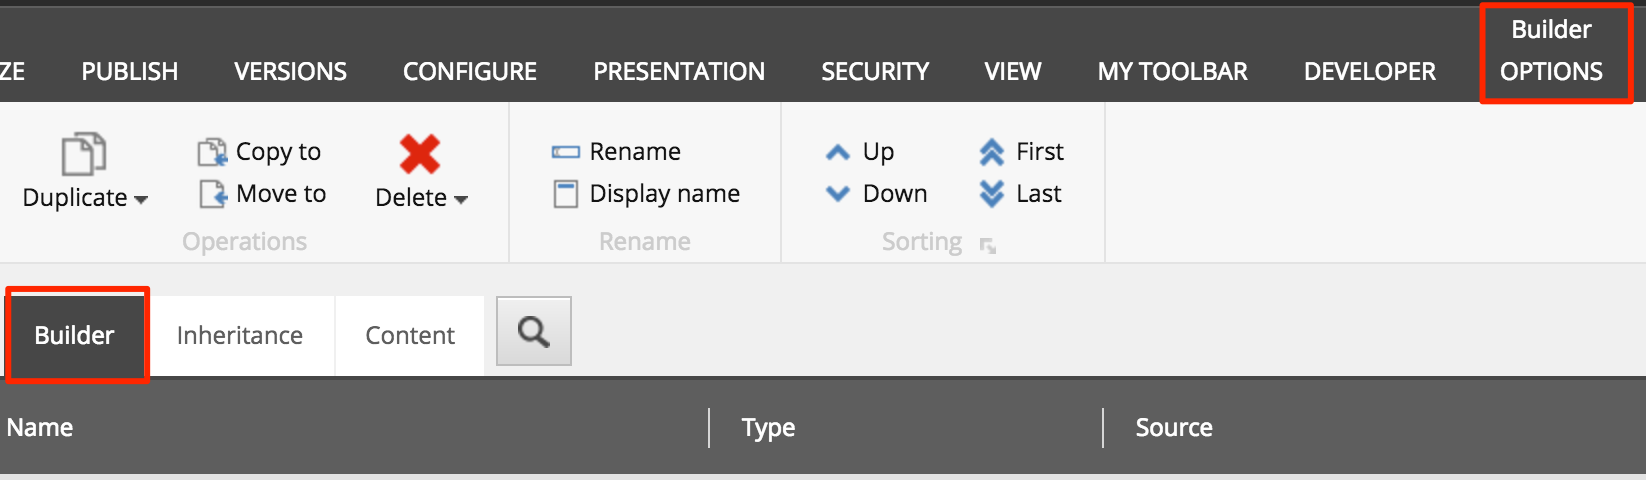 Builder
ZE PUBLISH VERSIONS CONFIGURE PRESENTATION SECURITY VIEW MY TOOLBAR DEVELOPER OPTIONS
Copy to Rename Up First
Duplicate Move to Delete Display name Down Last
Operations Rename Sorting
Builder Inheritance Content
Name Type Source